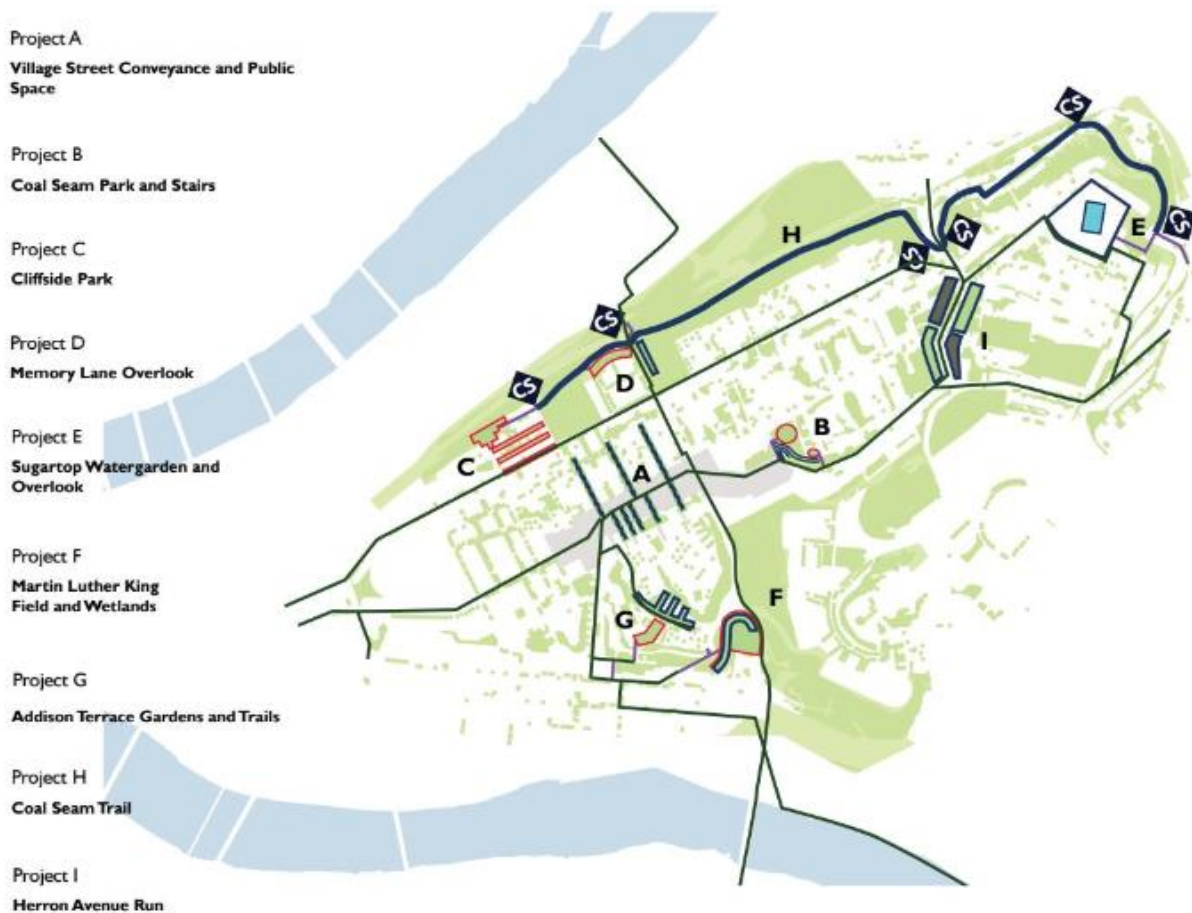 Project A
Village Street Conveyance and Public
Space
Project B
Coal Seam Park and Stairs
Project C
Cliffside Park
Project D
Memory Lane Overlook
Project E
Sugartop Watergarden and
Overlook
Project F
Martin Luther King
Field and Wetlands
Project G
Addison Terrace Gardens and Trails
Project H
Coal Seam Trail
Project I
Herron Avenue Run
CS
CS
E
H
CS
CS
I
CS
D
CS
B
C
A
F
G